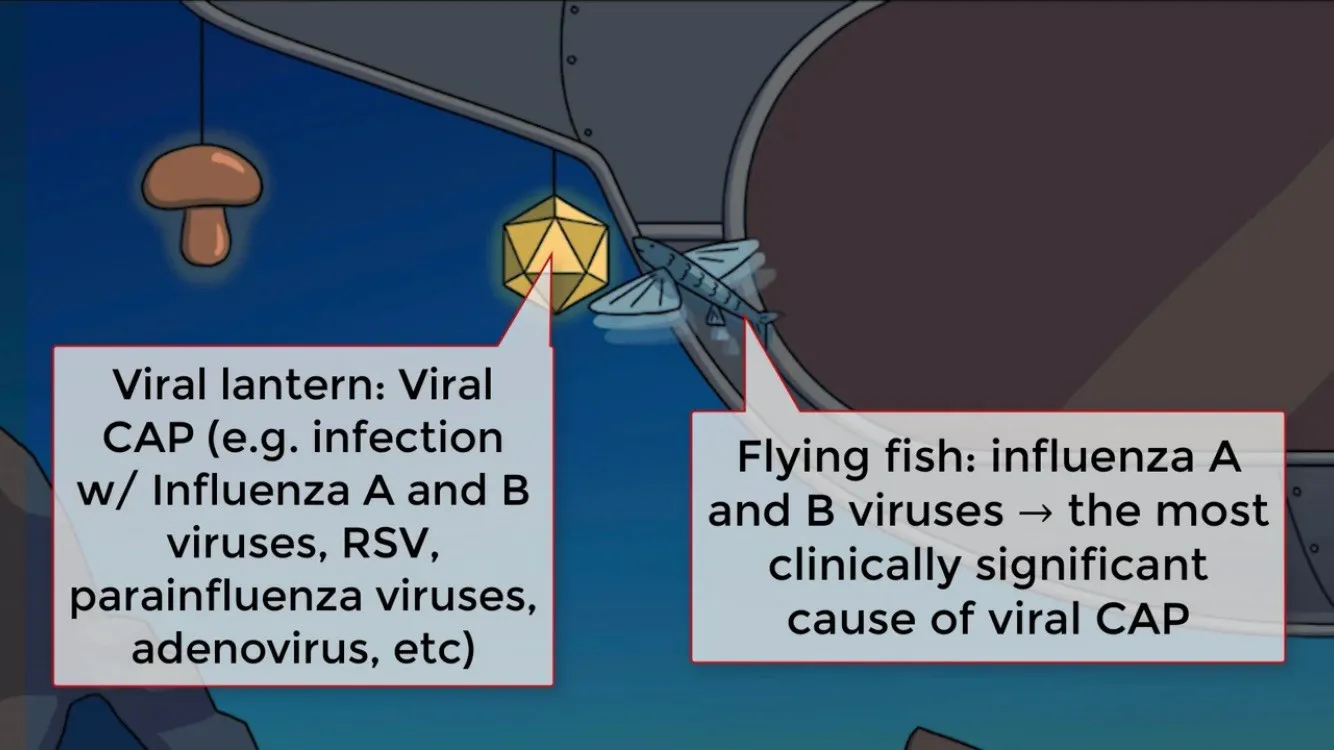 Viral lantern: Viral
CAP (e.g. infection
w/ Influenza A and B
viruses, RSV,
parainfluenza viruses,
adenovirus, etc)
Flying fish: influenza A
and B viruses → the most
clinically significant
cause of viral CAP